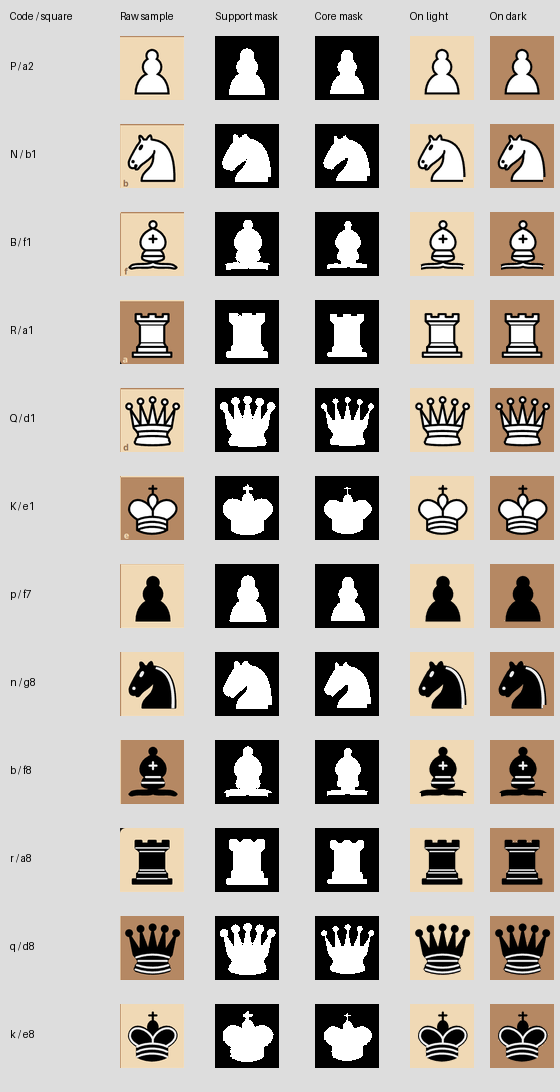 Code / square Raw sample Support mask Core mask On light On dark
P / a2
N / b1
b
B / f1
f
R / a1
a
Q / d1
d
K / e1
e
p / f7
n / g8
b / f8
r / a8
q / d8
k / e8